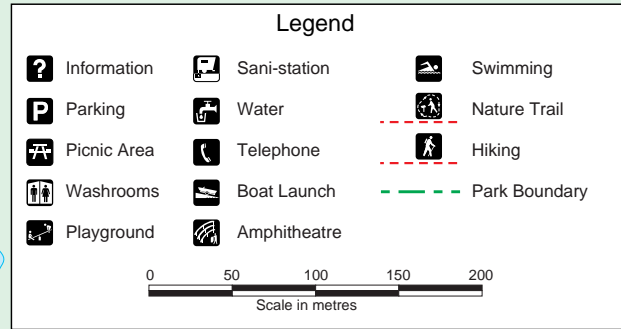 Legend
? Information
Sani-station
Swimming
P Parking
Water
Nature Trail
Picnic Area
Telephone
Hiking
Washrooms
Boat Launch
Park Boundary
Playground
Amphitheatre
0 50 100 150 200
Scale in metres